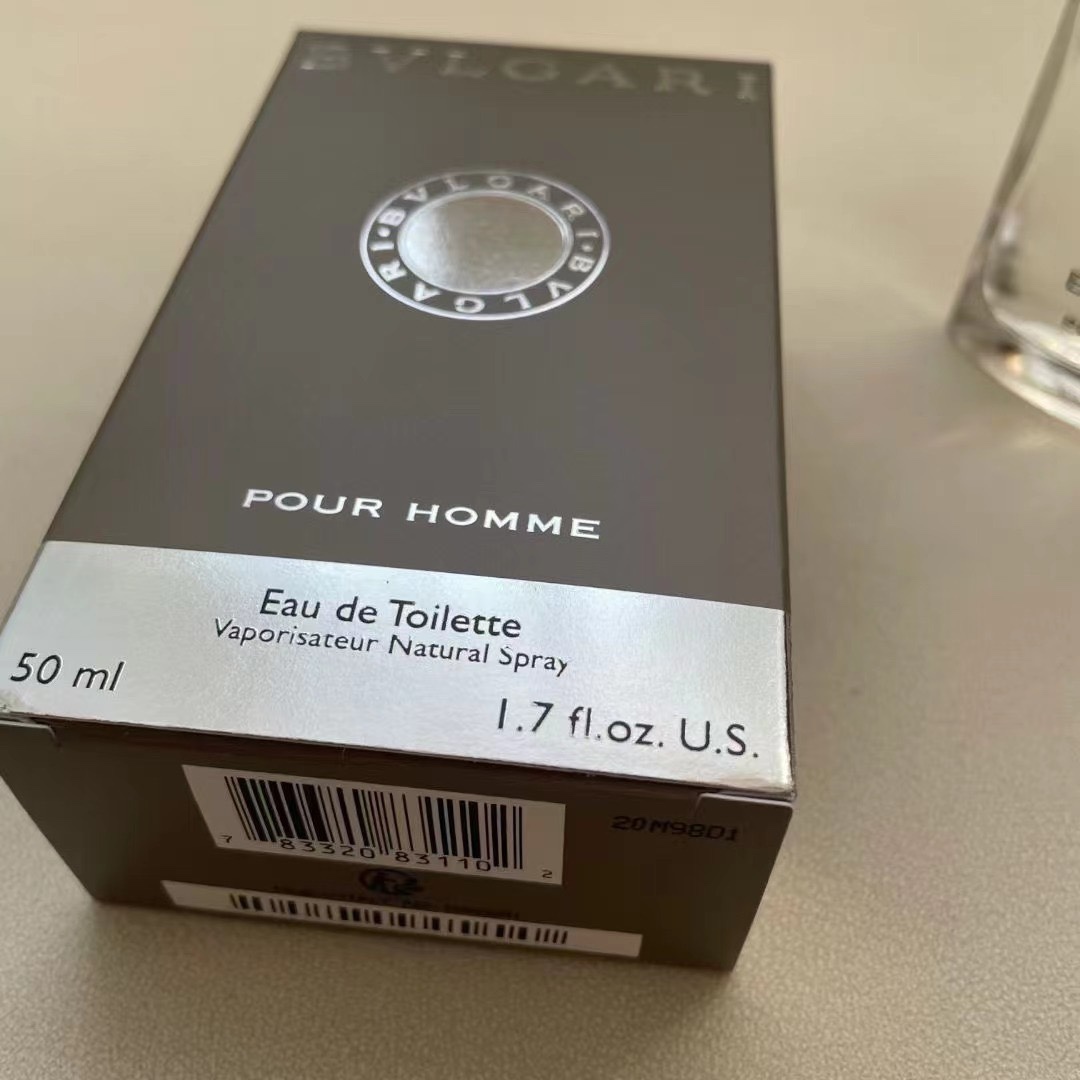 BVLGARI
BVLGARI·BVLGARI·
POUR HOMME
Eau de Toilette
Vaporisateur Natural Spray
50 ml
1.7 fl.oz. U.S.
20M98D1
7 83320 83110 2